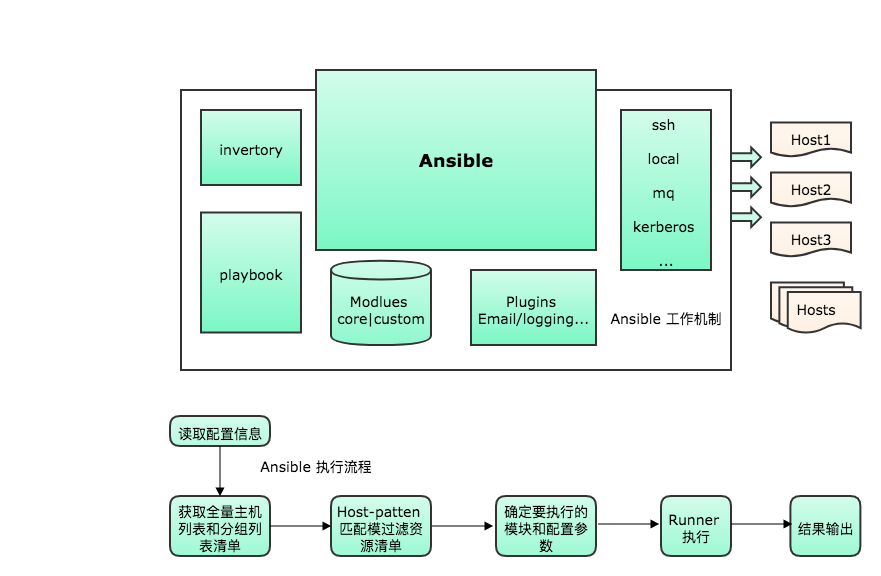 Ansible
invertory
playbook
Modlues
core|custom
Plugins
Email/logging...
ssh
local
mq
kerberos
...
Ansible 工作机制
Host1
Host2
Host3
Hosts
读取配置信息
Ansible 执行流程
获取全量主机
列表和分组列
表清单
Host-patten
匹配模过滤资
源清单
确定要执行的
模块和配置参
数
Runner
执行
结果输出